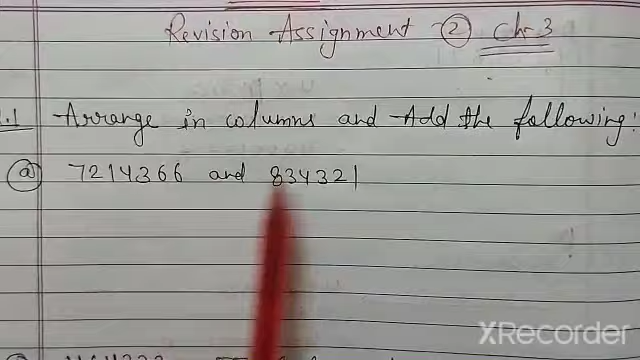 Revision Assignment - 2 Ch-3
.1 Arrange in columns and Add the following:
(a) 7214366 and 834321
XRecorder